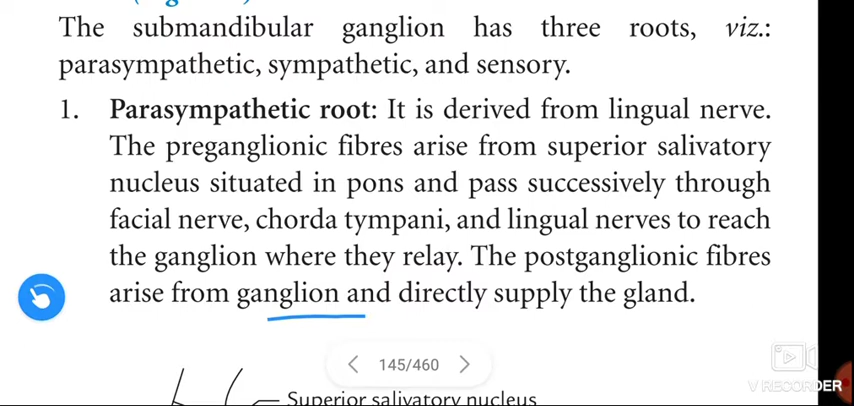 The submandibular ganglion has three roots, viz.:
parasympathetic, sympathetic, and sensory.
1. Parasympathetic root: It is derived from lingual nerve.
The preganglionic fibres arise from superior salivatory
nucleus situated in pons and pass successively through
facial nerve, chorda tympani, and lingual nerves to reach
the ganglion where they relay. The postganglionic fibres
arise from ganglion and directly supply the gland.
145/460
V RECORDER
Superior salivatory nucleus